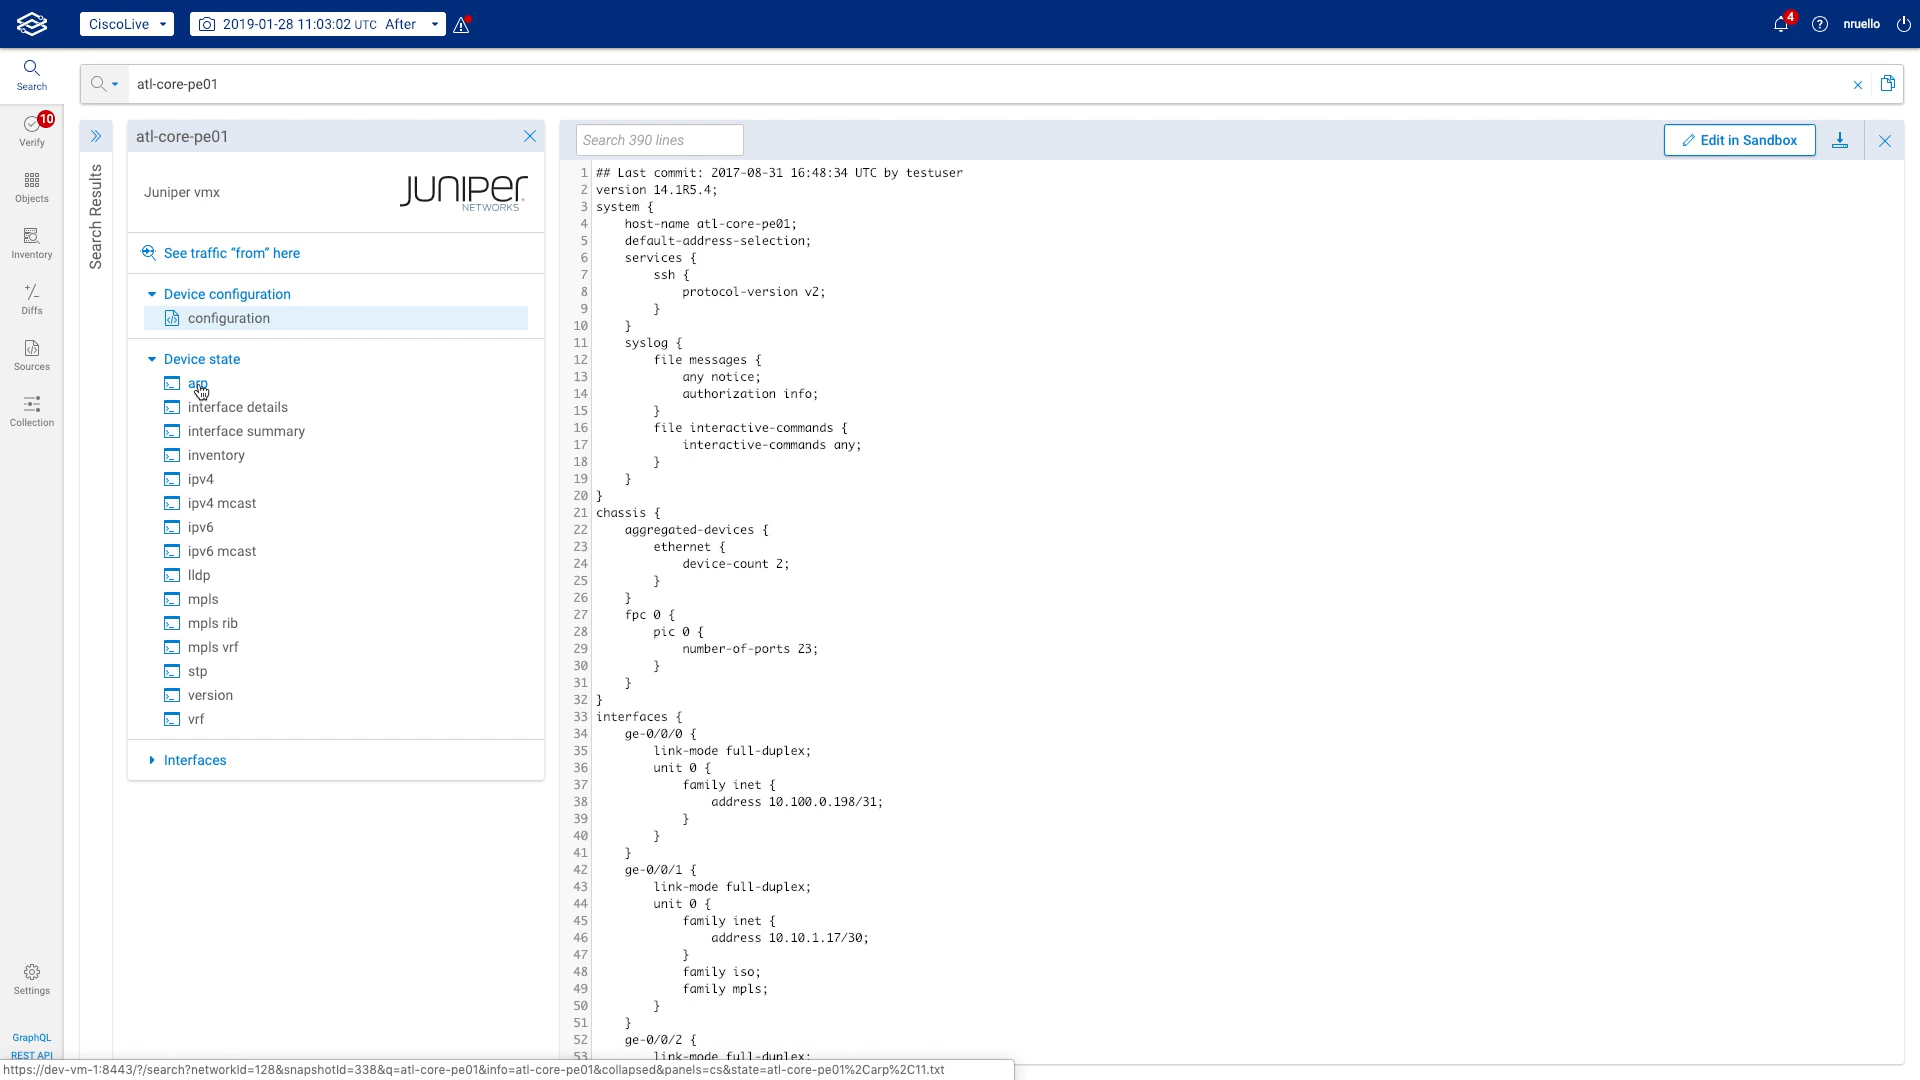 CiscoLive
2019-01-28 11:03:02 UTC After
4
nruello
Search
atl-core-pe01
10
Verify
Objects
Inventory
+/-
Diffs
Sources
Collection
Settings
GraphQL
REST API
Search Results
atl-core-pe01
Juniper vmx
JUNIPER
NETWORKS
See traffic “from” here
Device configuration
configuration
Device state
arp
interface details
interface summary
inventory
ipv4
ipv4 mcast
ipv6
ipv6 mcast
lldp
mpls
mpls rib
mpls vrf
stp
version
vrf
Interfaces
Search 390 lines
Edit in Sandbox
1 ## Last commit: 2017-08-31 16:48:34 UTC by testuser
2 version 14.1R5.4;
3 system {
4 host-name atl-core-pe01;
5 default-address-selection;
6 services {
7 ssh {
8 protocol-version v2;
9 }
10 }
11 syslog {
12 file messages {
13 any notice;
14 authorization info;
15 }
16 file interactive-commands {
17 interactive-commands any;
18 }
19 }
20 }
21 chassis {
22 aggregated-devices {
23 ethernet {
24 device-count 2;
25 }
26 }
27 fpc 0 {
28 pic 0 {
29 number-of-ports 23;
30 }
31 }
32 }
33 interfaces {
34 ge-0/0/0 {
35 link-mode full-duplex;
36 unit 0 {
37 family inet {
38 address 10.100.0.198/31;
39 }
40 }
41 }
42 ge-0/0/1 {
43 link-mode full-duplex;
44 unit 0 {
45 family inet {
46 address 10.10.1.17/30;
47 }
48 family iso;
49 family mpls;
50 }
51 }
52 ge-0/0/2 {
53 link-mode full-duplex;
https://dev-vm-1:8443/?/search?networkId=128&snapshotId=338&q=atl-core-pe01&info=atl-core-pe01&collapsed&panels=cs&state=atl-core-pe01%2Carp%2C11.txt